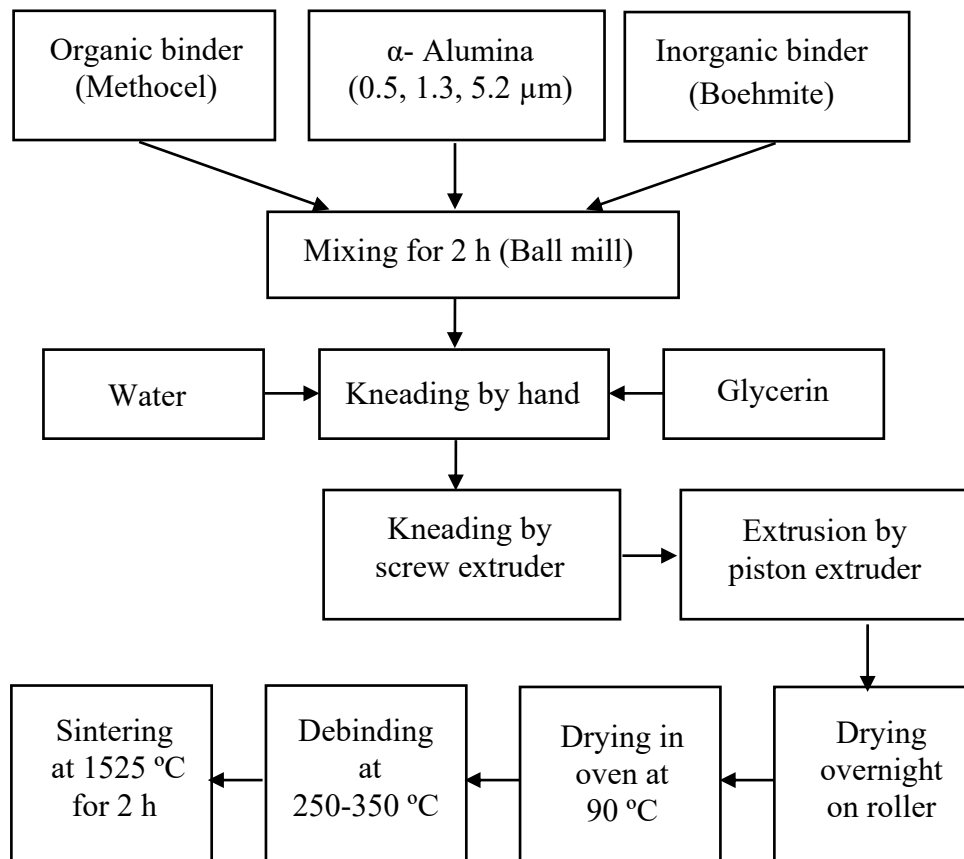 Organic binder
(Methocel)
α- Alumina
(0.5, 1.3, 5.2 µm)
Inorganic binder
(Boehmite)
Mixing for 2 h (Ball mill)
Water
Kneading by hand
Glycerin
Kneading by
screw extruder
Extrusion by
piston extruder
Drying
overnight
on roller
Drying in
oven at
90 ºC
Debinding
at
250-350 ºC
Sintering
at 1525 ºC
for 2 h